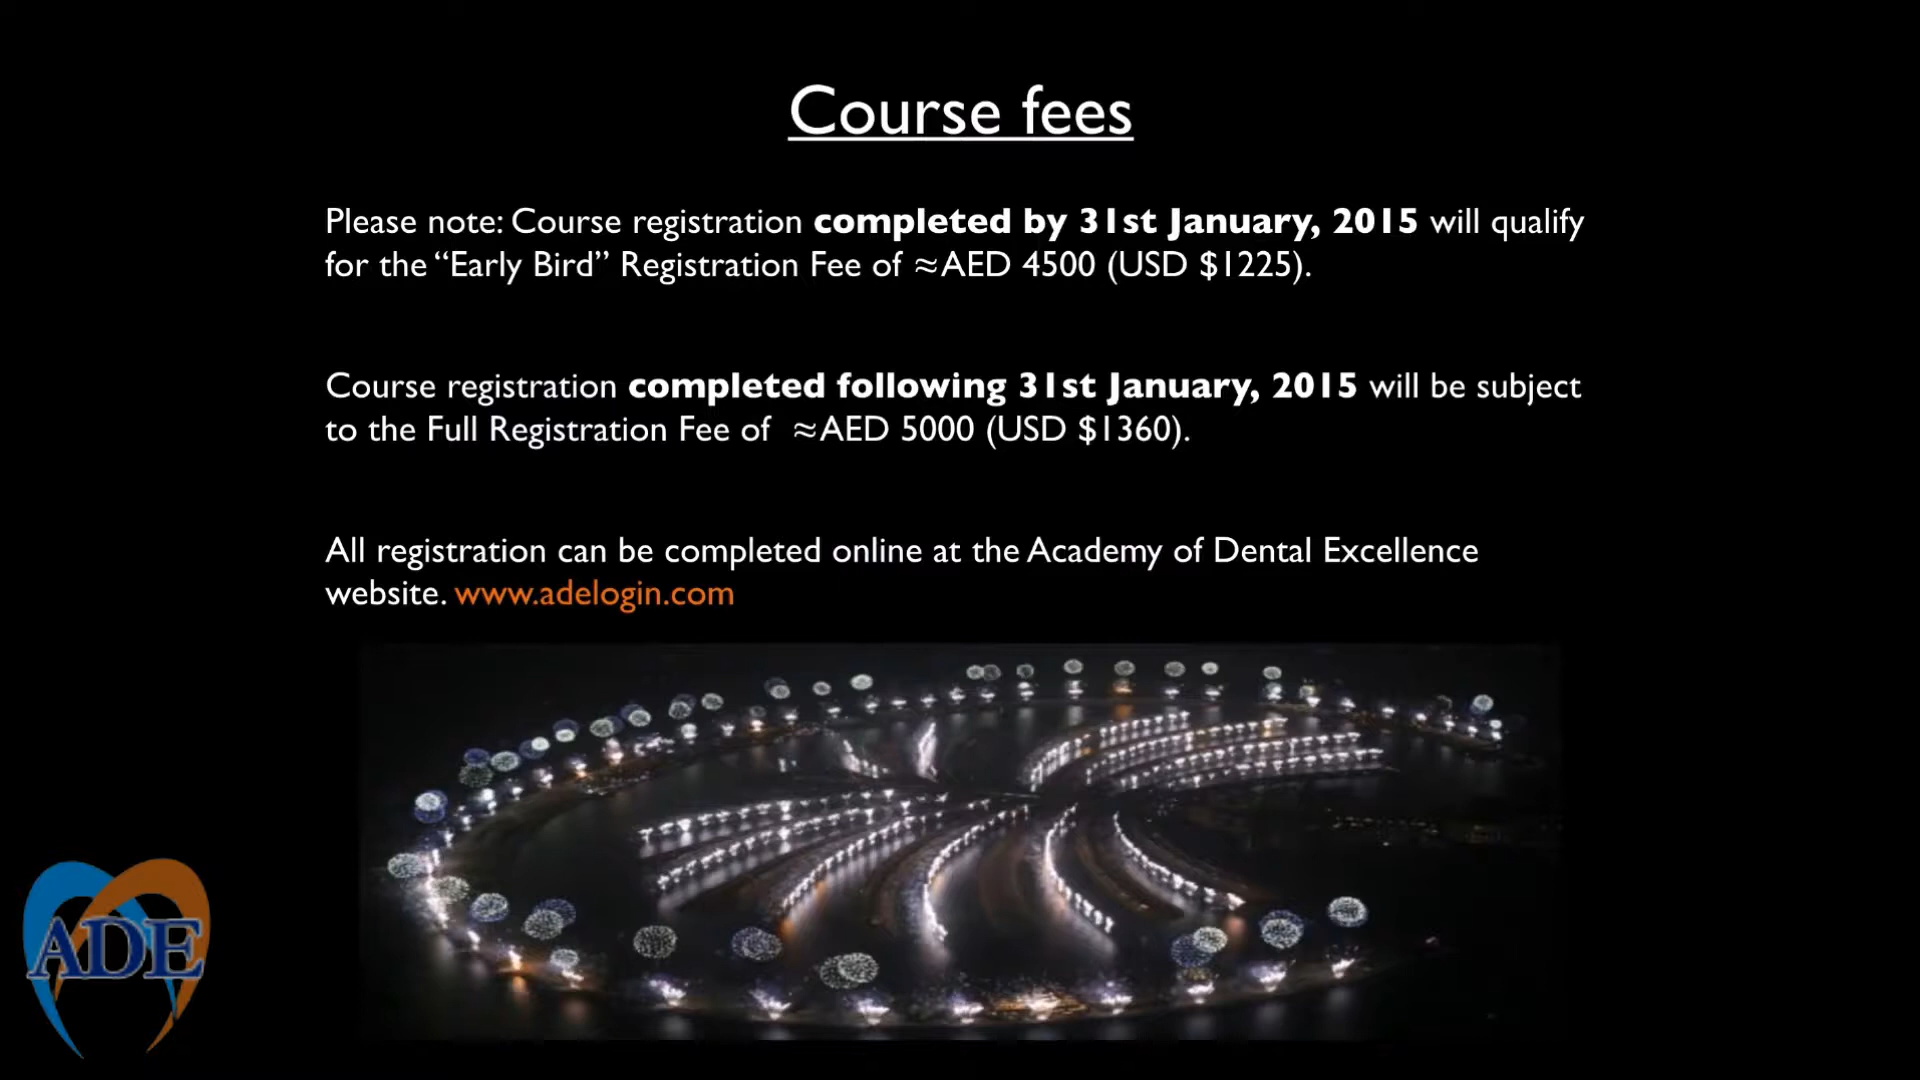 Course fees
Please note: Course registration completed by 31st January, 2015 will qualify
for the “Early Bird” Registration Fee of ≈AED 4500 (USD $1225).
Course registration completed following 31st January, 2015 will be subject
to the Full Registration Fee of ≈AED 5000 (USD $1360).
All registration can be completed online at the Academy of Dental Excellence
website. www.adelogin.com
ADE